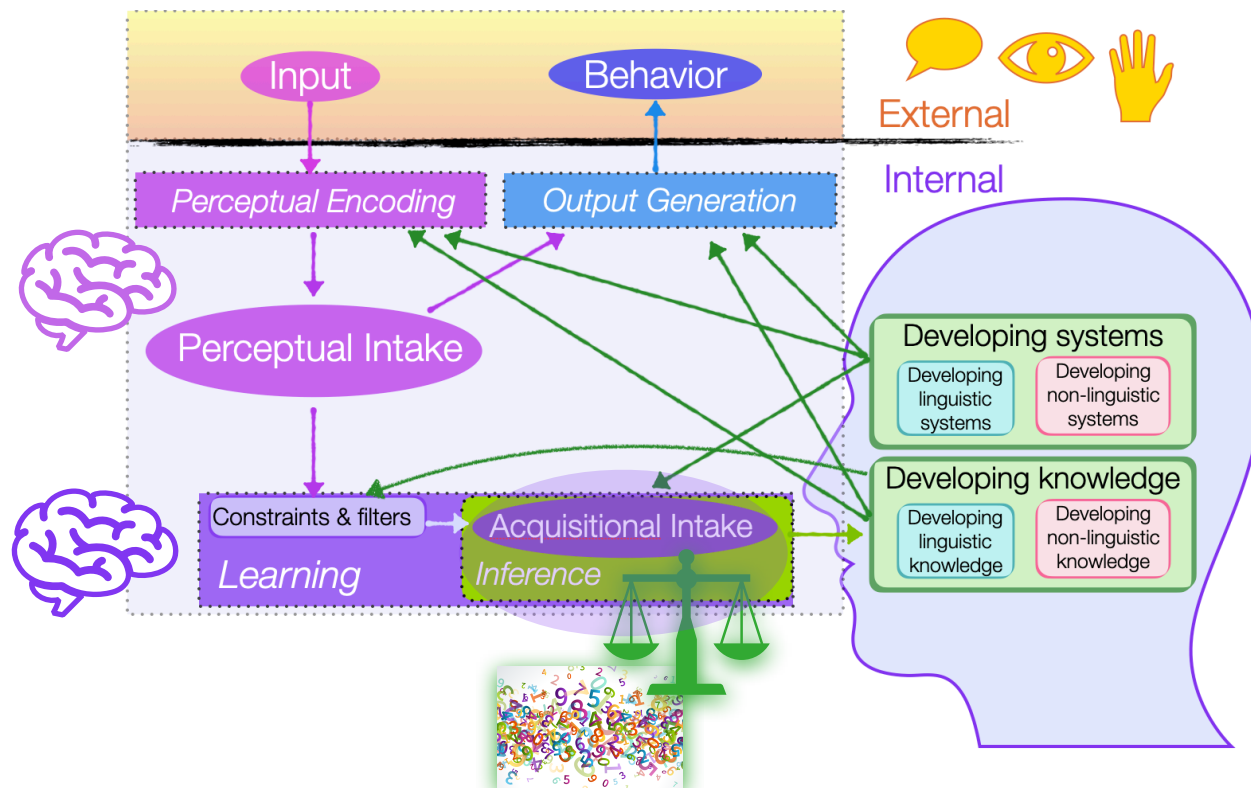 Input
Behavior
External
Internal
Perceptual Encoding
Output Generation
Perceptual Intake
Developing systems
Developing
linguistic
systems
Developing
non-linguistic
systems
Developing knowledge
Developing
linguistic
knowledge
Developing
non-linguistic
knowledge
Constraints & filters
Acquisitional Intake
Learning
Inference